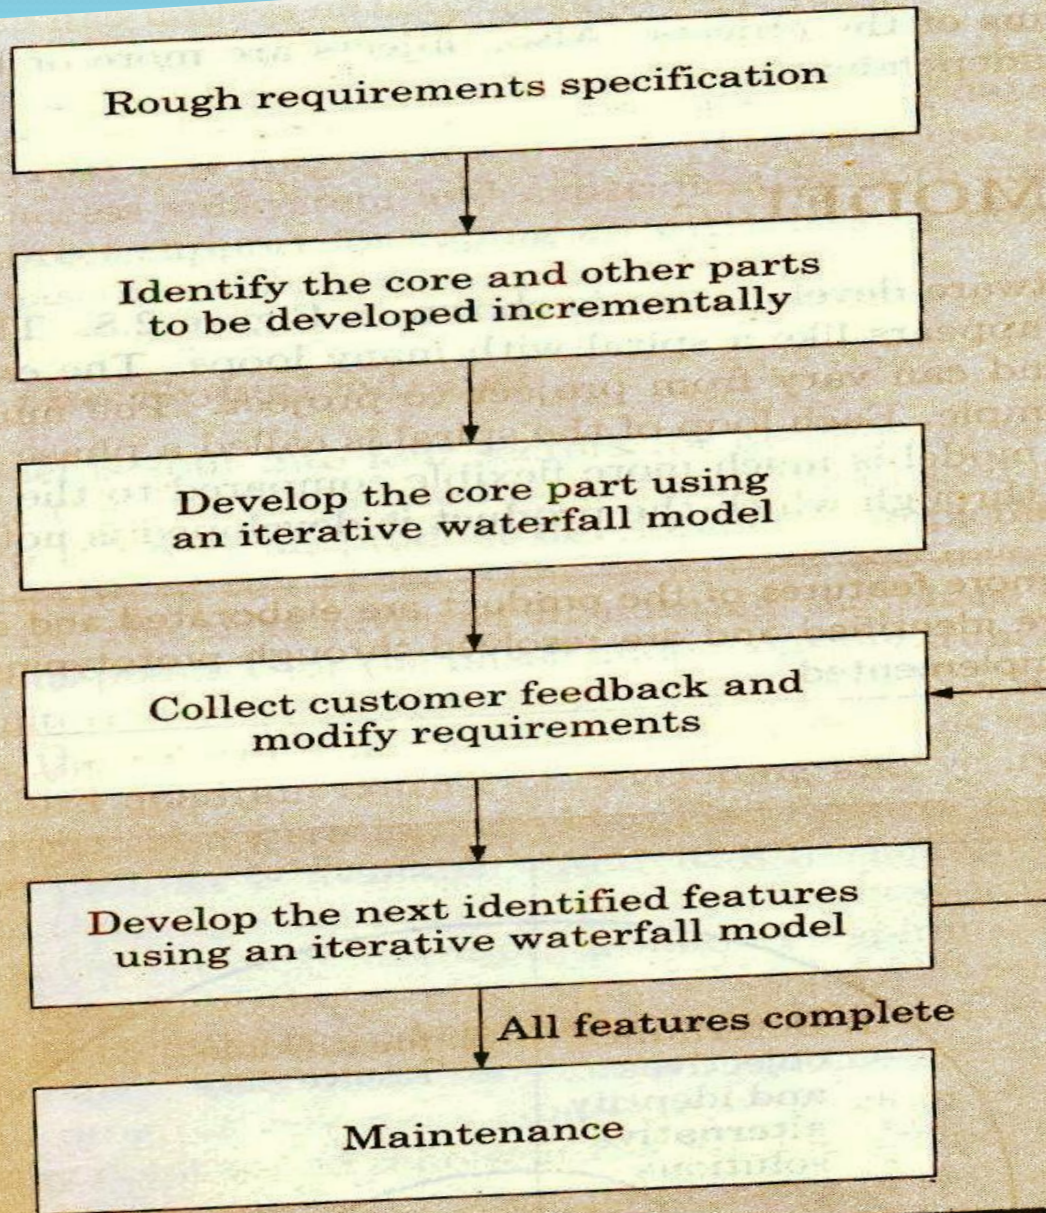 Rough requirements specification
Identify the core and other parts
to be developed incrementally
Develop the core part using
an iterative waterfall model
Collect customer feedback and
modify requirements
Develop the next identified features
using an iterative waterfall model
All features complete
Maintenance